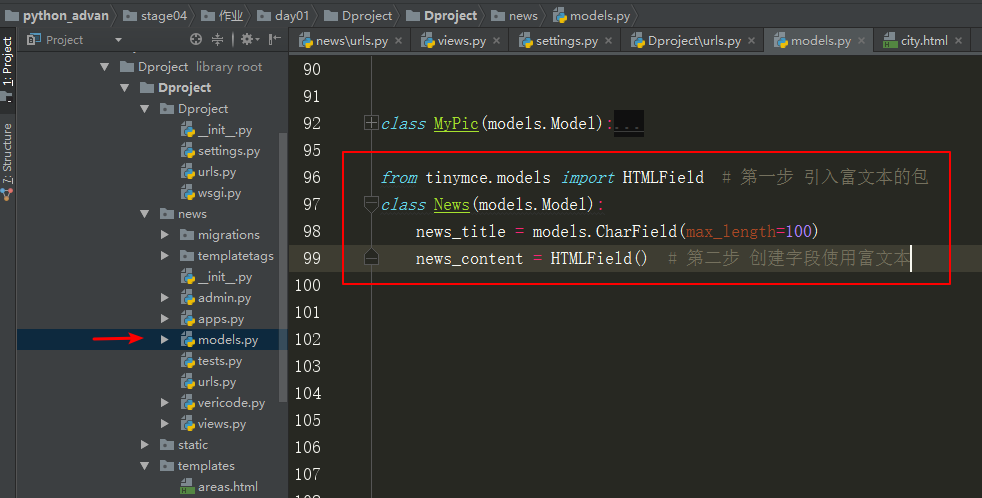 python_advan stage04 作业 day01 Dproject Dproject news models.py
Project
news\urls.py views.py settings.py Dproject\urls.py models.py city.html
1: Project
7: Structure
Dproject library root
Dproject
Dproject
__init__.py
settings.py
urls.py
wsgi.py
news
migrations
templatetags
__init__.py
admin.py
apps.py
models.py
tests.py
urls.py
vericode.py
views.py
static
templates
areas.html
90
91
92 class MyPic(models.Model):...
95
96 from tinymce.models import HTMLField # 第一步 引入富文本的包
97 class News(models.Model):
98 news_title = models.CharField(max_length=100)
99 news_content = HTMLField() # 第二步 创建字段使用富文本
100
101
102
103
104
105
106
107